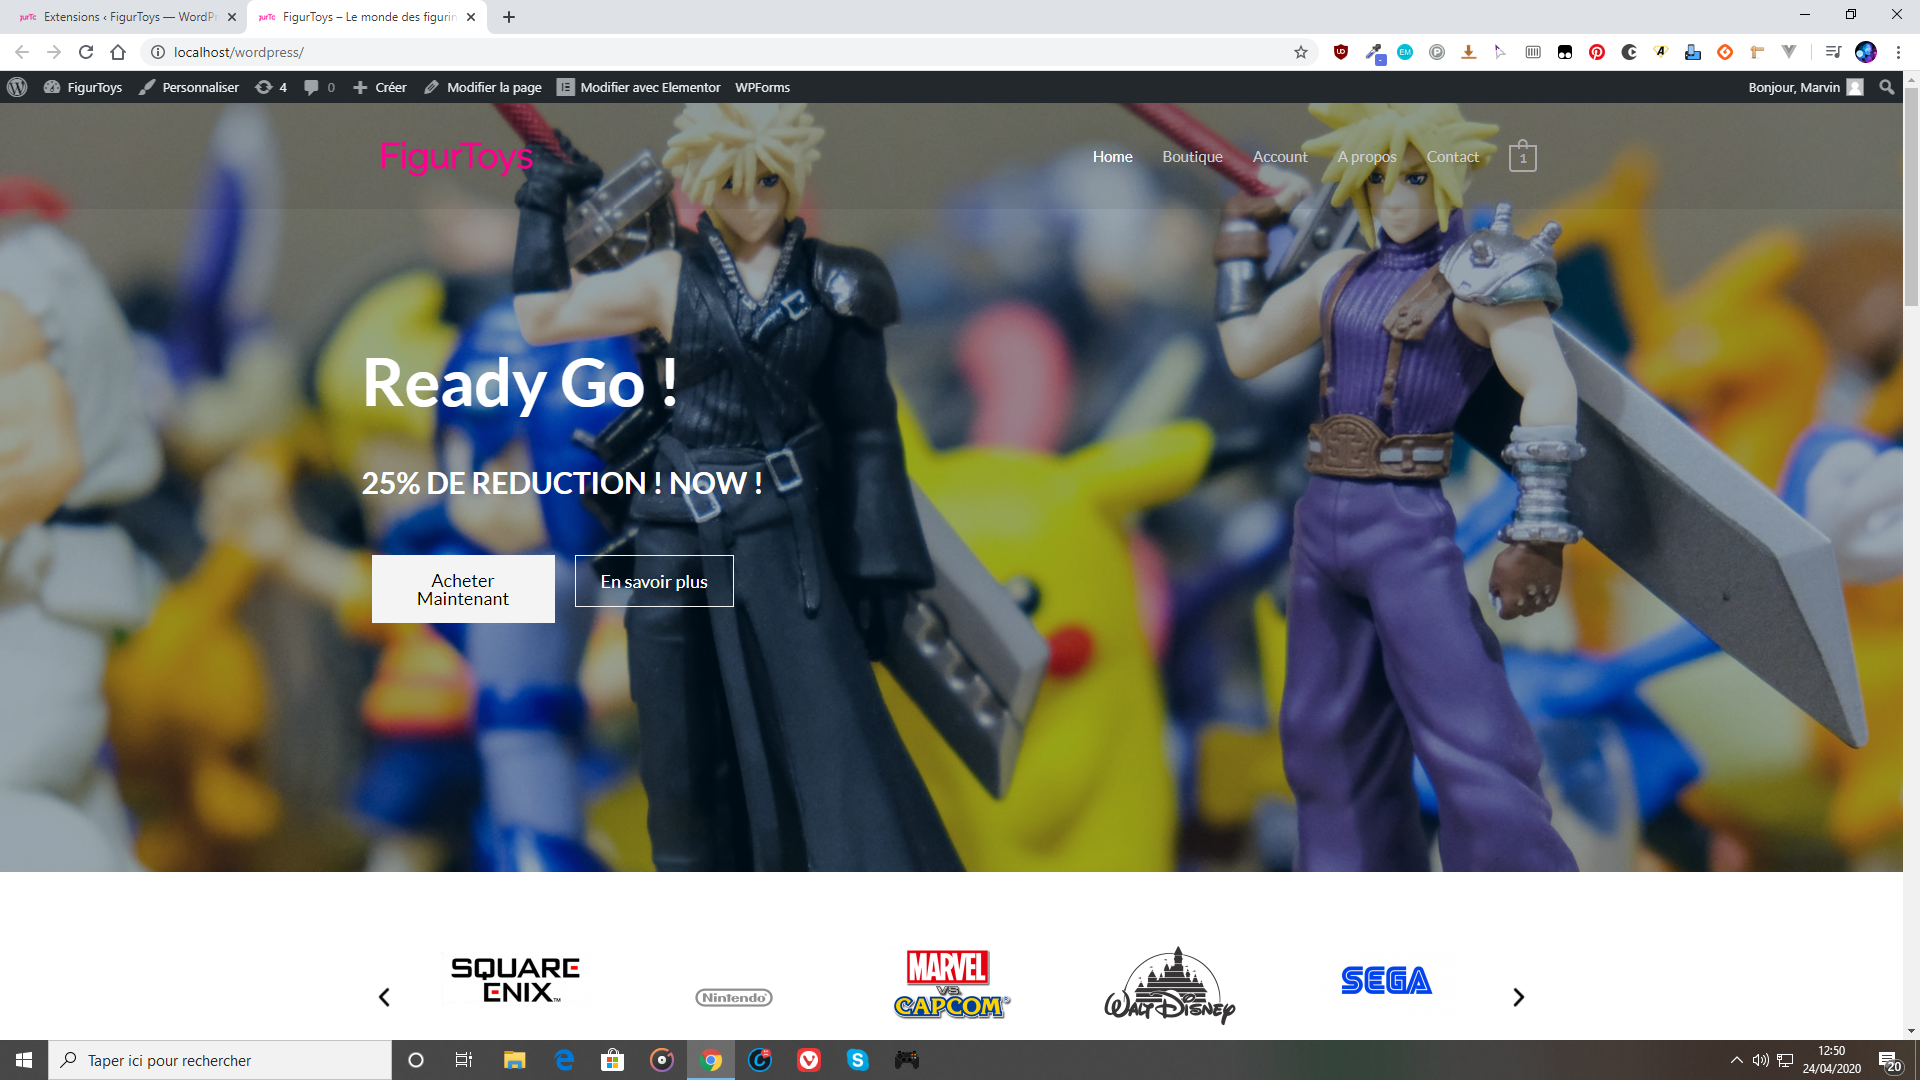 Extensions ‹ FigurToys — WordPr
FigurToys – Le monde des figurin
localhost/wordpress/
FigurToys
Personnaliser
4
0
Créer
Modifier la page
Modifier avec Elementor
WPForms
Bonjour, Marvin
FigurToys
Home
Boutique
Account
A propos
Contact
1
Ready Go !
25% DE REDUCTION ! NOW !
Acheter
Maintenant
En savoir plus
SQUARE
ENIX™
Nintendo®
MARVEL
VS.
CAPCOM®
WALT DISNEY
SEGA
Taper ici pour rechercher
12:50
24/04/2020
20